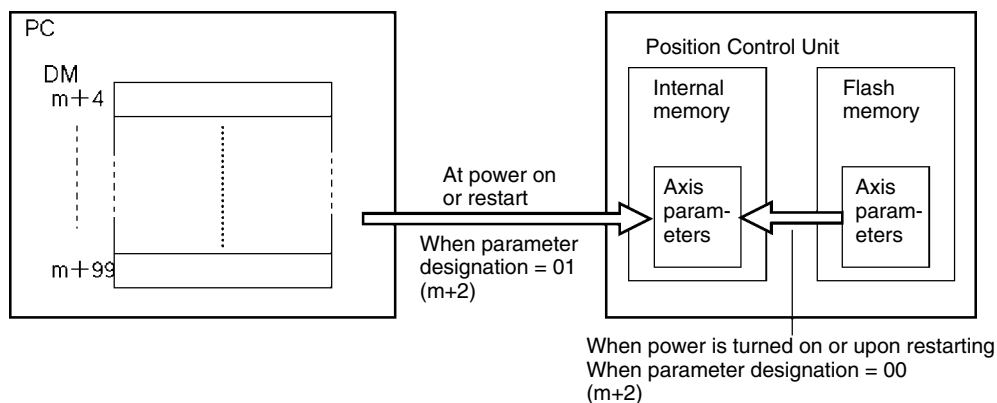 PC
DM
m+4
m+99
At power on
or restart
When parameter
designation = 01
(m+2)
Position Control Unit
Internal
memory
Axis
param-
eters
Flash
memory
Axis
param-
eters
When power is turned on or upon restarting
When parameter designation = 00
(m+2)